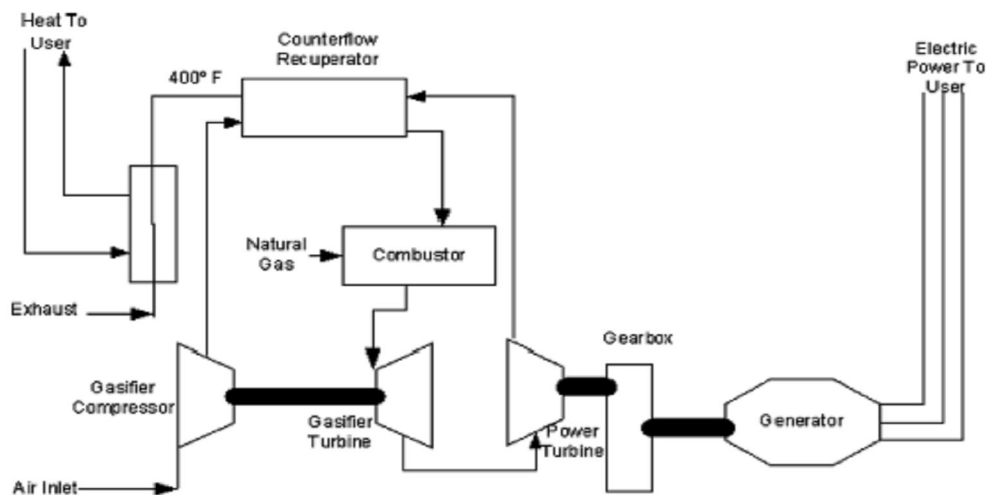 Heat To
User
Counterflow
Recuperator
Electric
Power To
User
400° F
Natural
Gas
Combustor
Exhaust
Gearbox
Gasifier
Compressor
Gasifier
Turbine
Power
Turbine
Generator
Air Inlet